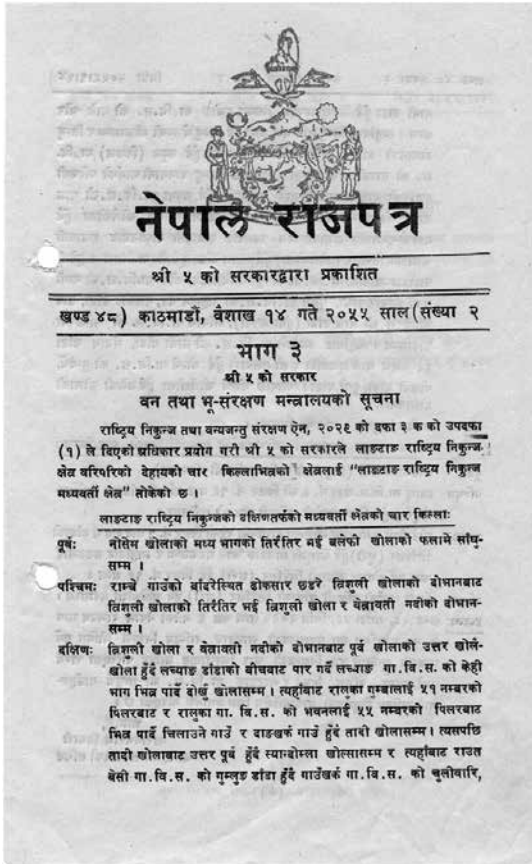 नेपाल राजपत्र
श्री ५ को सरकारद्वारा प्रकाशित
खण्ड ४८) काठमाडौं, वैशाख १४ गते २०५५ साल (संख्या २
भाग ३
श्री ५ को सरकार
वन तथा भू-संरक्षण मन्त्रालयको सूचना
राष्ट्रिय निकुन्ज तथा वन्यजन्तु संरक्षण ऐन, २०२९ को दफा ३ क को उपदफा
(१) ले दिएको अधिकार प्रयोग गरी श्री ५ को सरकारले लाङटाङ राष्ट्रिय निकुन्ज
क्षेत्र वरिपरिको देहायको चार किल्लाभित्रको क्षेत्रलाई "लाङटाङ राष्ट्रिय निकुन्ज
मध्यवर्ती क्षेत्र" तोकेको छ ।
लाङटाङ राष्ट्रिय निकुन्जको दक्षिणतर्फको मध्यवर्ती क्षेत्रको चार किल्लाः
पूर्वः नोसेम खोलाको मध्य भागको तिरैतिर भई बलेफी खोलाको फलामे साँघु-
सम्म ।
पश्चिमः राम्चे गाउँको बाँदरेस्थित ढोकसार छहरे त्रिशुली खोलाको दोभानबाट
त्रिशुली खोलाको तिरैतिर भई त्रिशुली खोला र बेत्रावती नदीको दोभान-
सम्म ।
दक्षिणः त्रिशुली खोला र बेत्रावती नदीको दोभानबाट पूर्व खोलाको उत्तर खोलै-
खोला हुँदै लच्याङ डाँडाको बीचबाट पार गर्दै लच्याङ गा.वि.स. को केही
भाग भित्र पार्दै दोर्खु खोलासम्म । त्यहाँबाट रालुका गुम्बालाई ५१ नम्बरको
पिलरबाट र रालुका गा. वि. स. को भवनलाई ५५ नम्बरको पिलरबाट
भित्र पार्दै चिलाउने गाउँ र दाङखर्क गाउँ हुँदै तादी खोलासम्म । त्यसपछि
तादी खोलाबाट उत्तर पूर्व हुँदै स्यानडोम्ला खोल्सासम्म र त्यहाँबाट राउत
बेसी गा.वि.स. को गुम्लुङ डाँडा हुँदै गाउँखर्क गा.वि.स. को चुलीवारि,